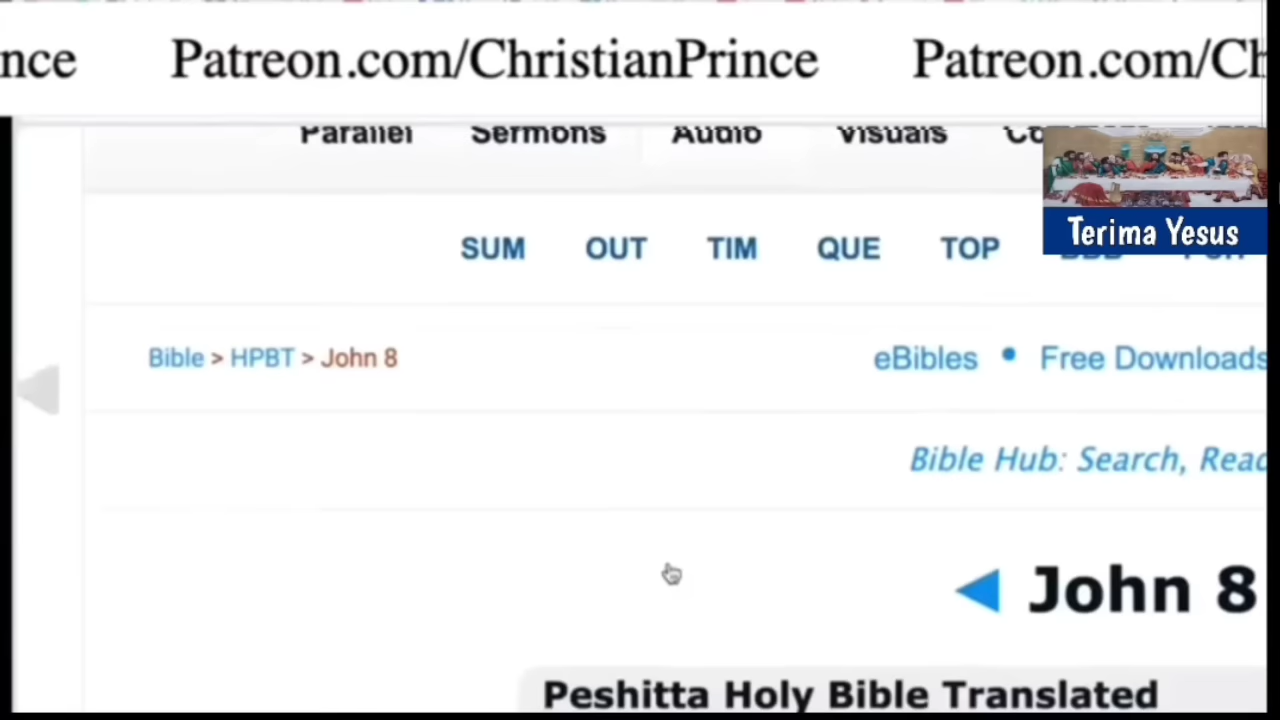 nce Patreon.com/ChristianPrince Patreon.com/Ch
Parallel Sermons Audio Visuals
Terima Yesus
SUM OUT TIM QUE TOP
Bible > HPBT > John 8
eBibles • Free Downloads
Bible Hub: Search, Read
◄ John 8
Peshitta Holy Bible Translated